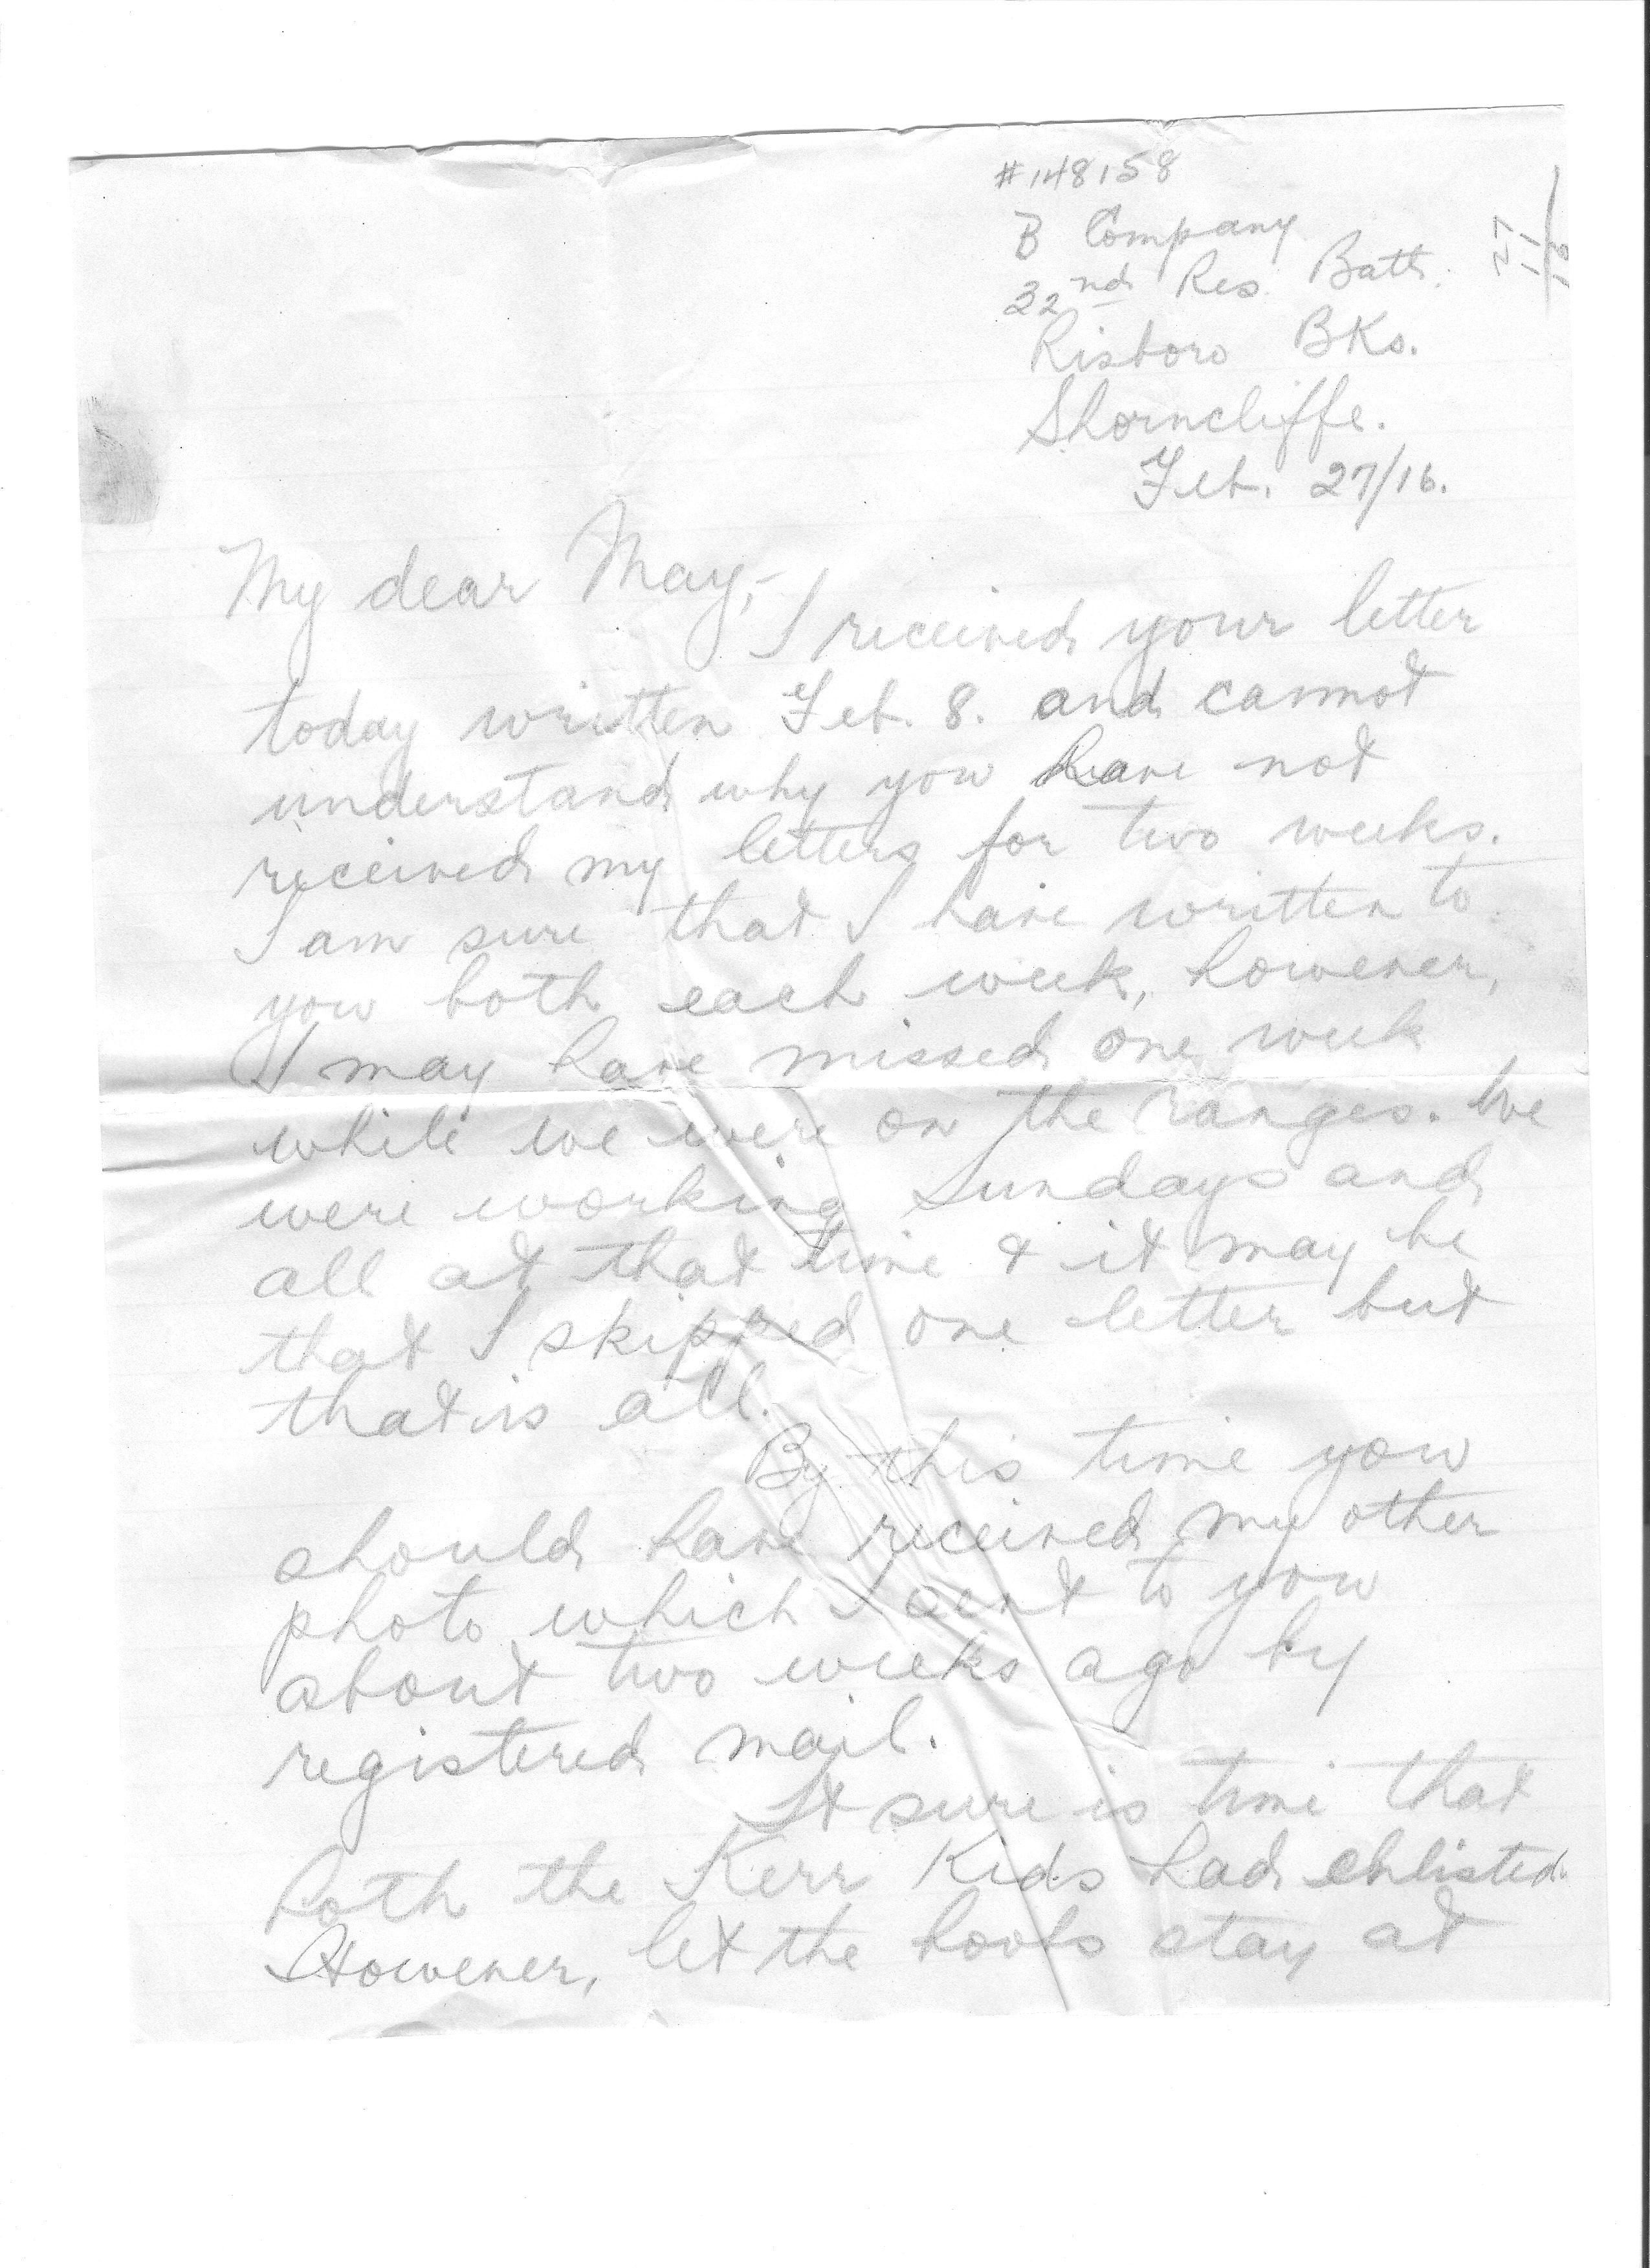 #148158
B Company
32nd Res. Batt.
Risboro BKs.
Shorncliffe.
Feb. 27/16.
27
11
My dear May,-
I received your letter
today written Feb. 8. and cannot
understand why you have not
received my letters for two weeks.
I am sure that I have written to
you both each week, however,
I may have missed one week
while we were on the ranges. We
were working Sundays and
all at that time & it may be
that I skipped one letter but
that is all.
By this time you
should have received my other
photo which I sent to you
about two weeks ago by
registered mail.
It sure is time that
both the Kerr Kids had enlisted.
However, let the boobs stay at